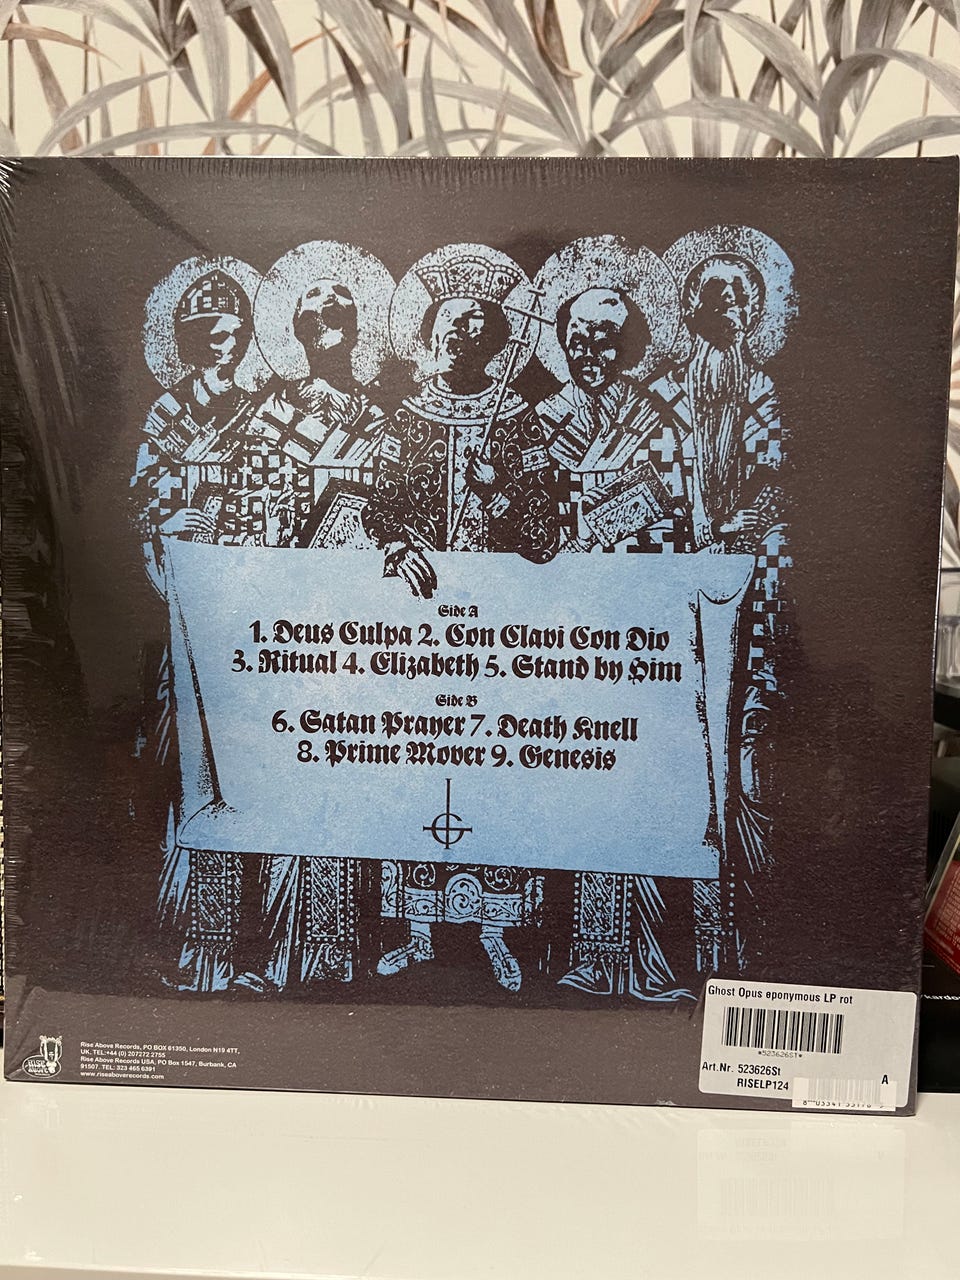 Side A
1. Deus Culpa 2. Con Clavi Con Dio
3. Ritual 4. Elizabeth 5. Stand by Him
Side B
6. Satan Prayer 7. Death Knell
8. Prime Mover 9. Genesis
Ghost Opus eponymous LP rot
*523626ST*
Art.Nr. 523626St
RISELP124
A
RISE
ABOVE
Rise Above Records, PO BOX 61350, London N19 4TT,
UK. TEL:+44 (0) 207272 2755
Rise Above Records USA, PO Box 1547, Burbank, CA
91507. TEL: 323 465 6391
www.riseaboverecords.com